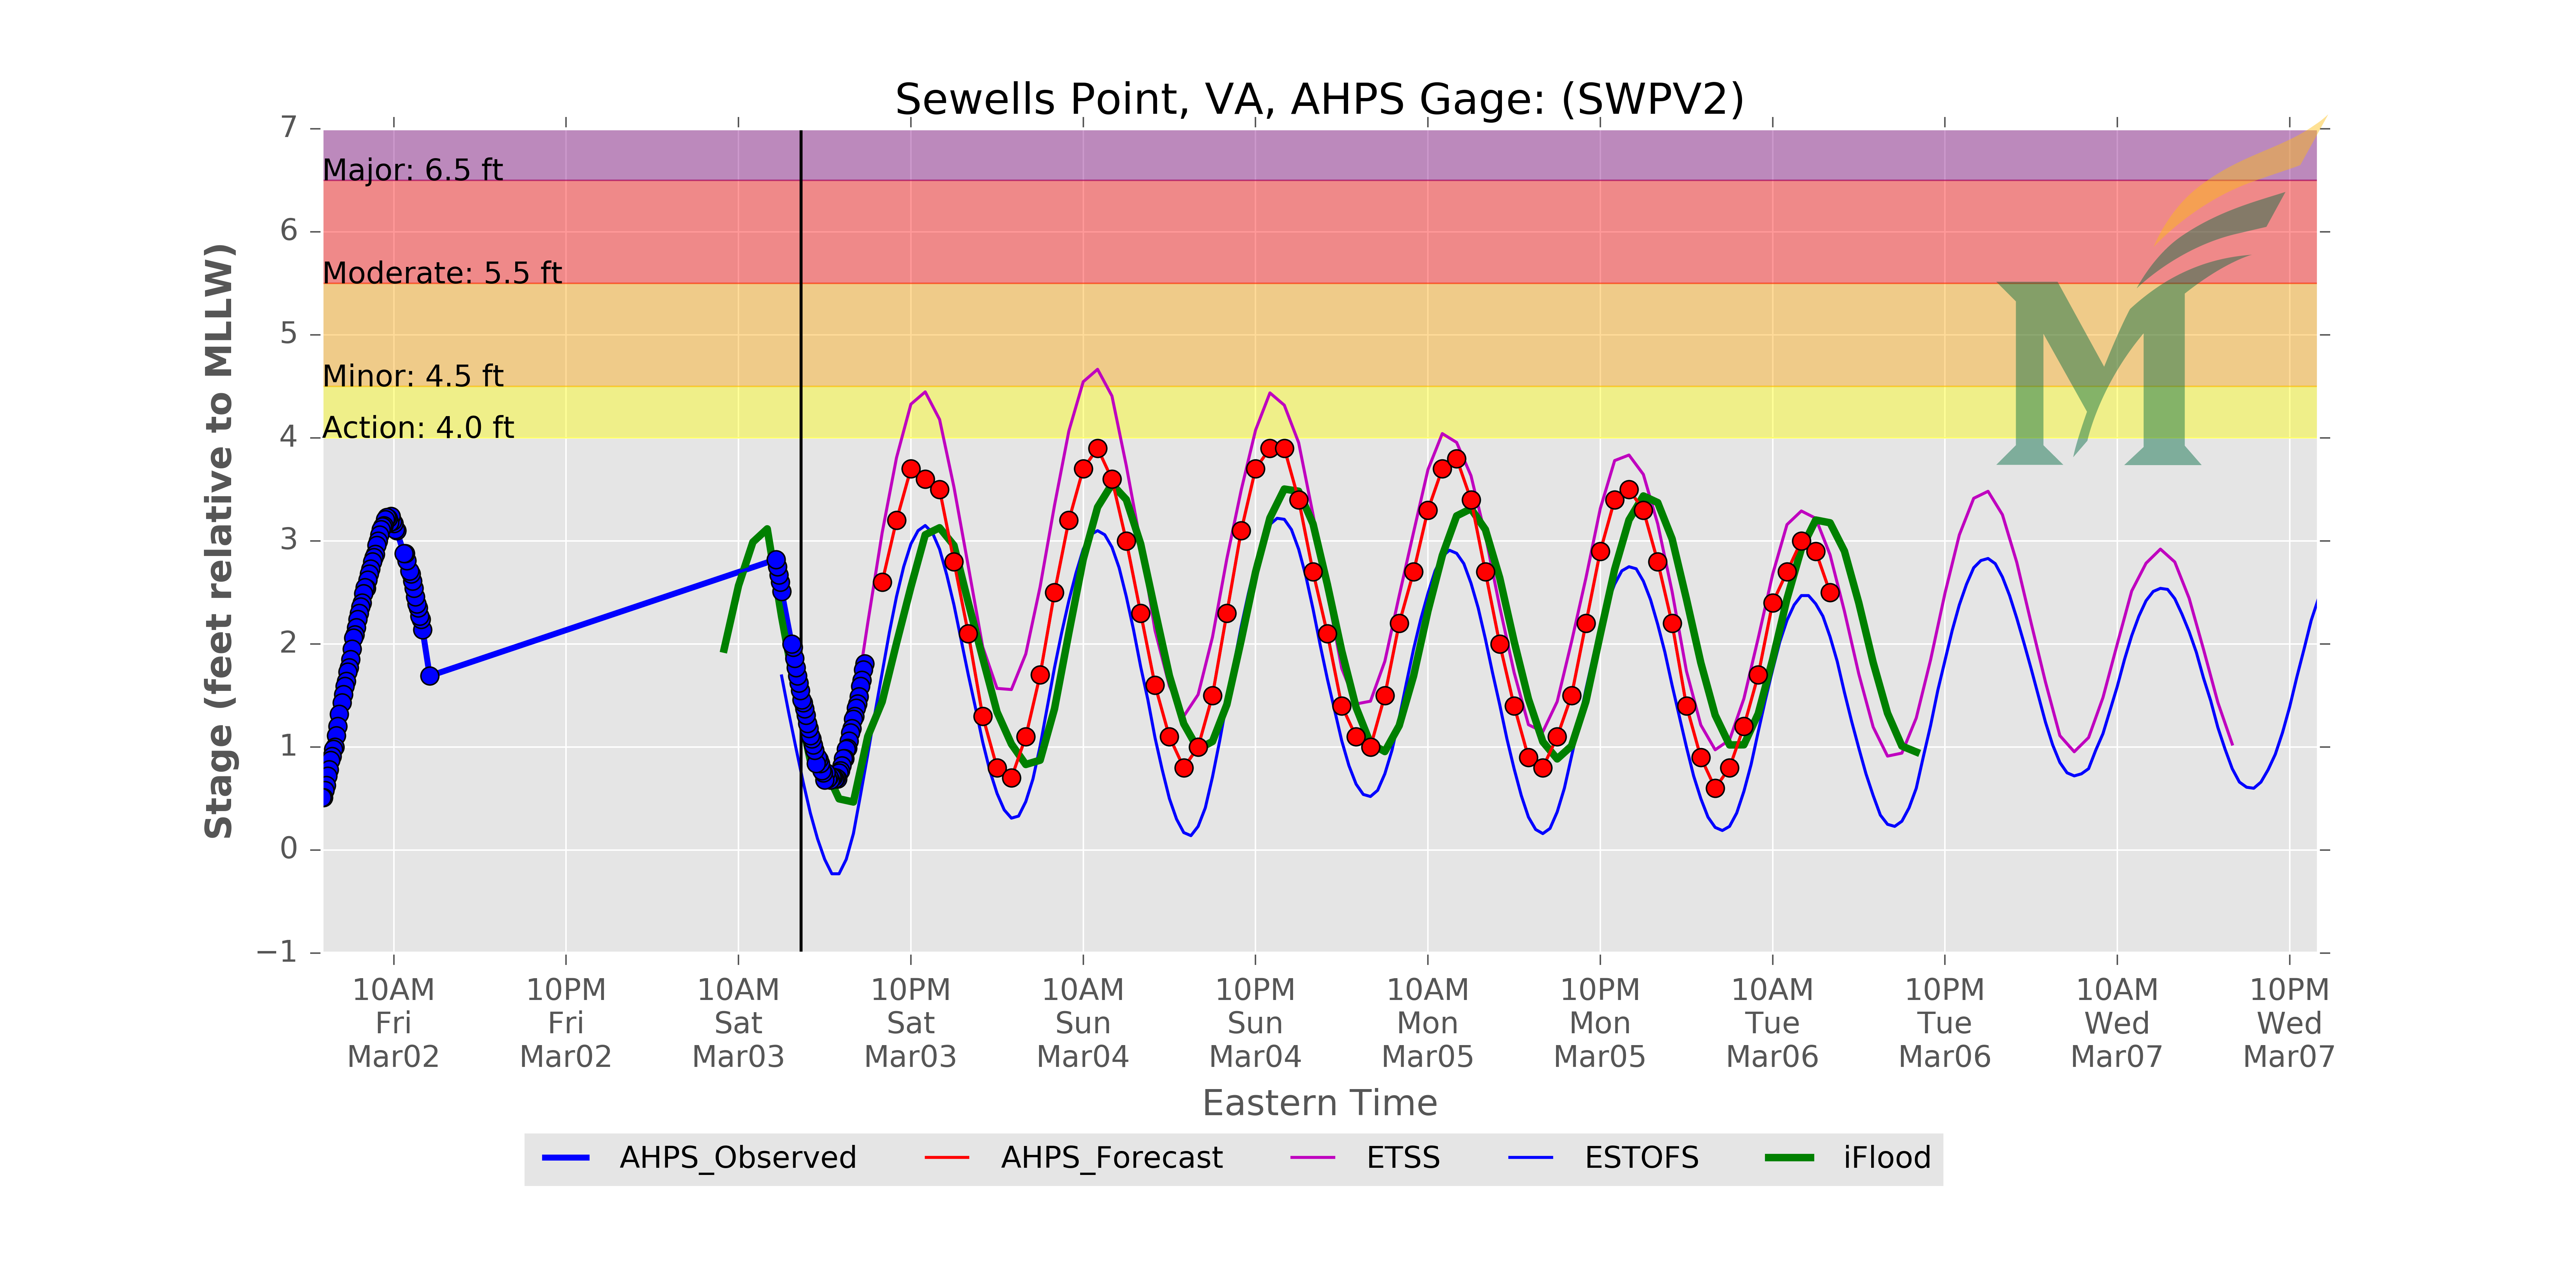 Sewells Point, VA, AHPS Gage: (SWPV2)
7
6
5
4
3
2
1
0
−1
Stage (feet relative to MLLW)
Major: 6.5 ft
Moderate: 5.5 ft
Minor: 4.5 ft
Action: 4.0 ft
M
10AM 10PM 10AM 10PM 10AM 10PM 10AM 10PM 10AM 10PM 10AM 10PM
Fri Fri Sat Sat Sun Sun Mon Mon Tue Tue Wed Wed
Mar02 Mar02 Mar03 Mar03 Mar04 Mar04 Mar05 Mar05 Mar06 Mar06 Mar07 Mar07
Eastern Time
AHPS_Observed AHPS_Forecast ETSS ESTOFS iFlood